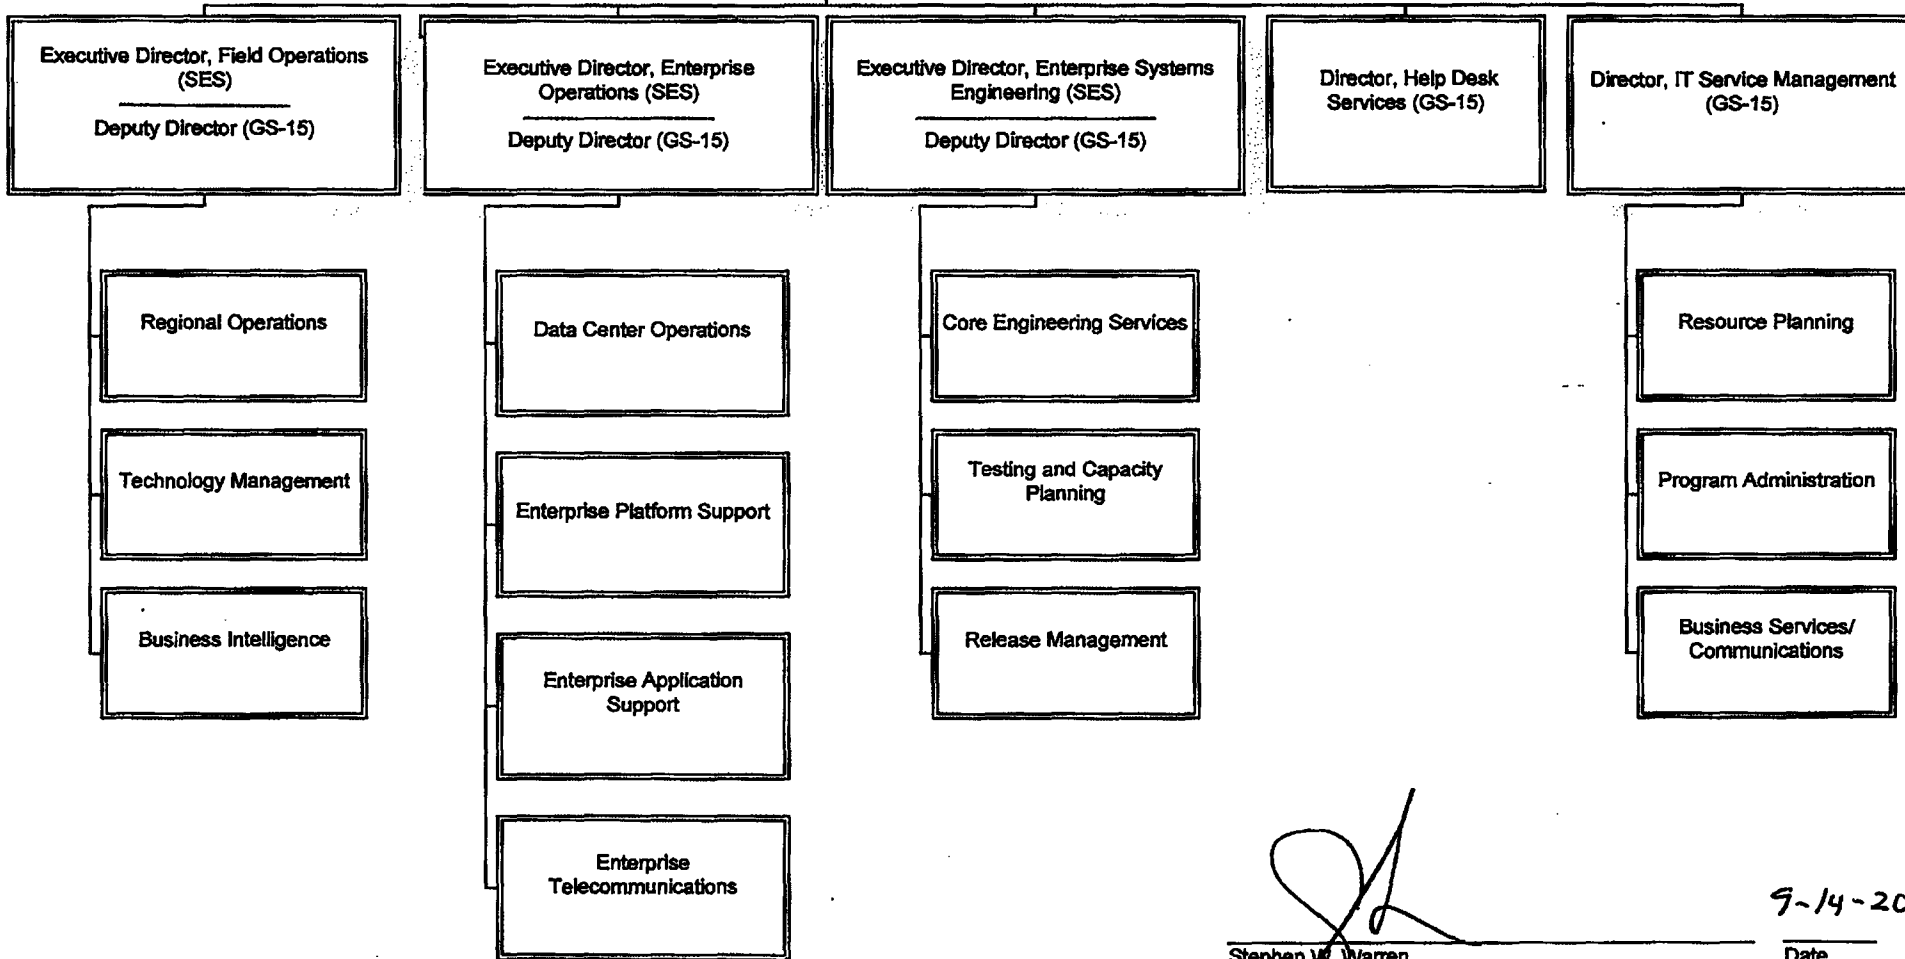 Executive Director, Field Operations
(SES)
Deputy Director (GS-15)
Executive Director, Enterprise
Operations (SES)
Deputy Director (GS-15)
Executive Director, Enterprise Systems
Engineering (SES)
Deputy Director (GS-15)
Director, Help Desk
Services (GS-15)
Director, IT Service Management
(GS-15)
Regional Operations
Technology Management
Business Intelligence
Data Center Operations
Enterprise Platform Support
Enterprise Application
Support
Enterprise
Telecommunications
Core Engineering Services
Testing and Capacity
Planning
Release Management
Resource Planning
Program Administration
Business Services/
Communications
9-14-20
Stephen W. Warren
Date